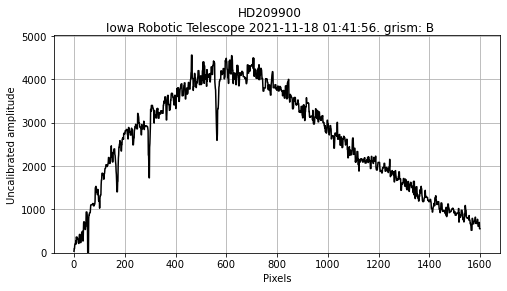 HD209900
Iowa Robotic Telescope 2021-11-18 01:41:56. grism: B
5000
4000
3000
2000
1000
0
Uncalibrated amplitude
0 200 400 600 800 1000 1200 1400 1600
Pixels